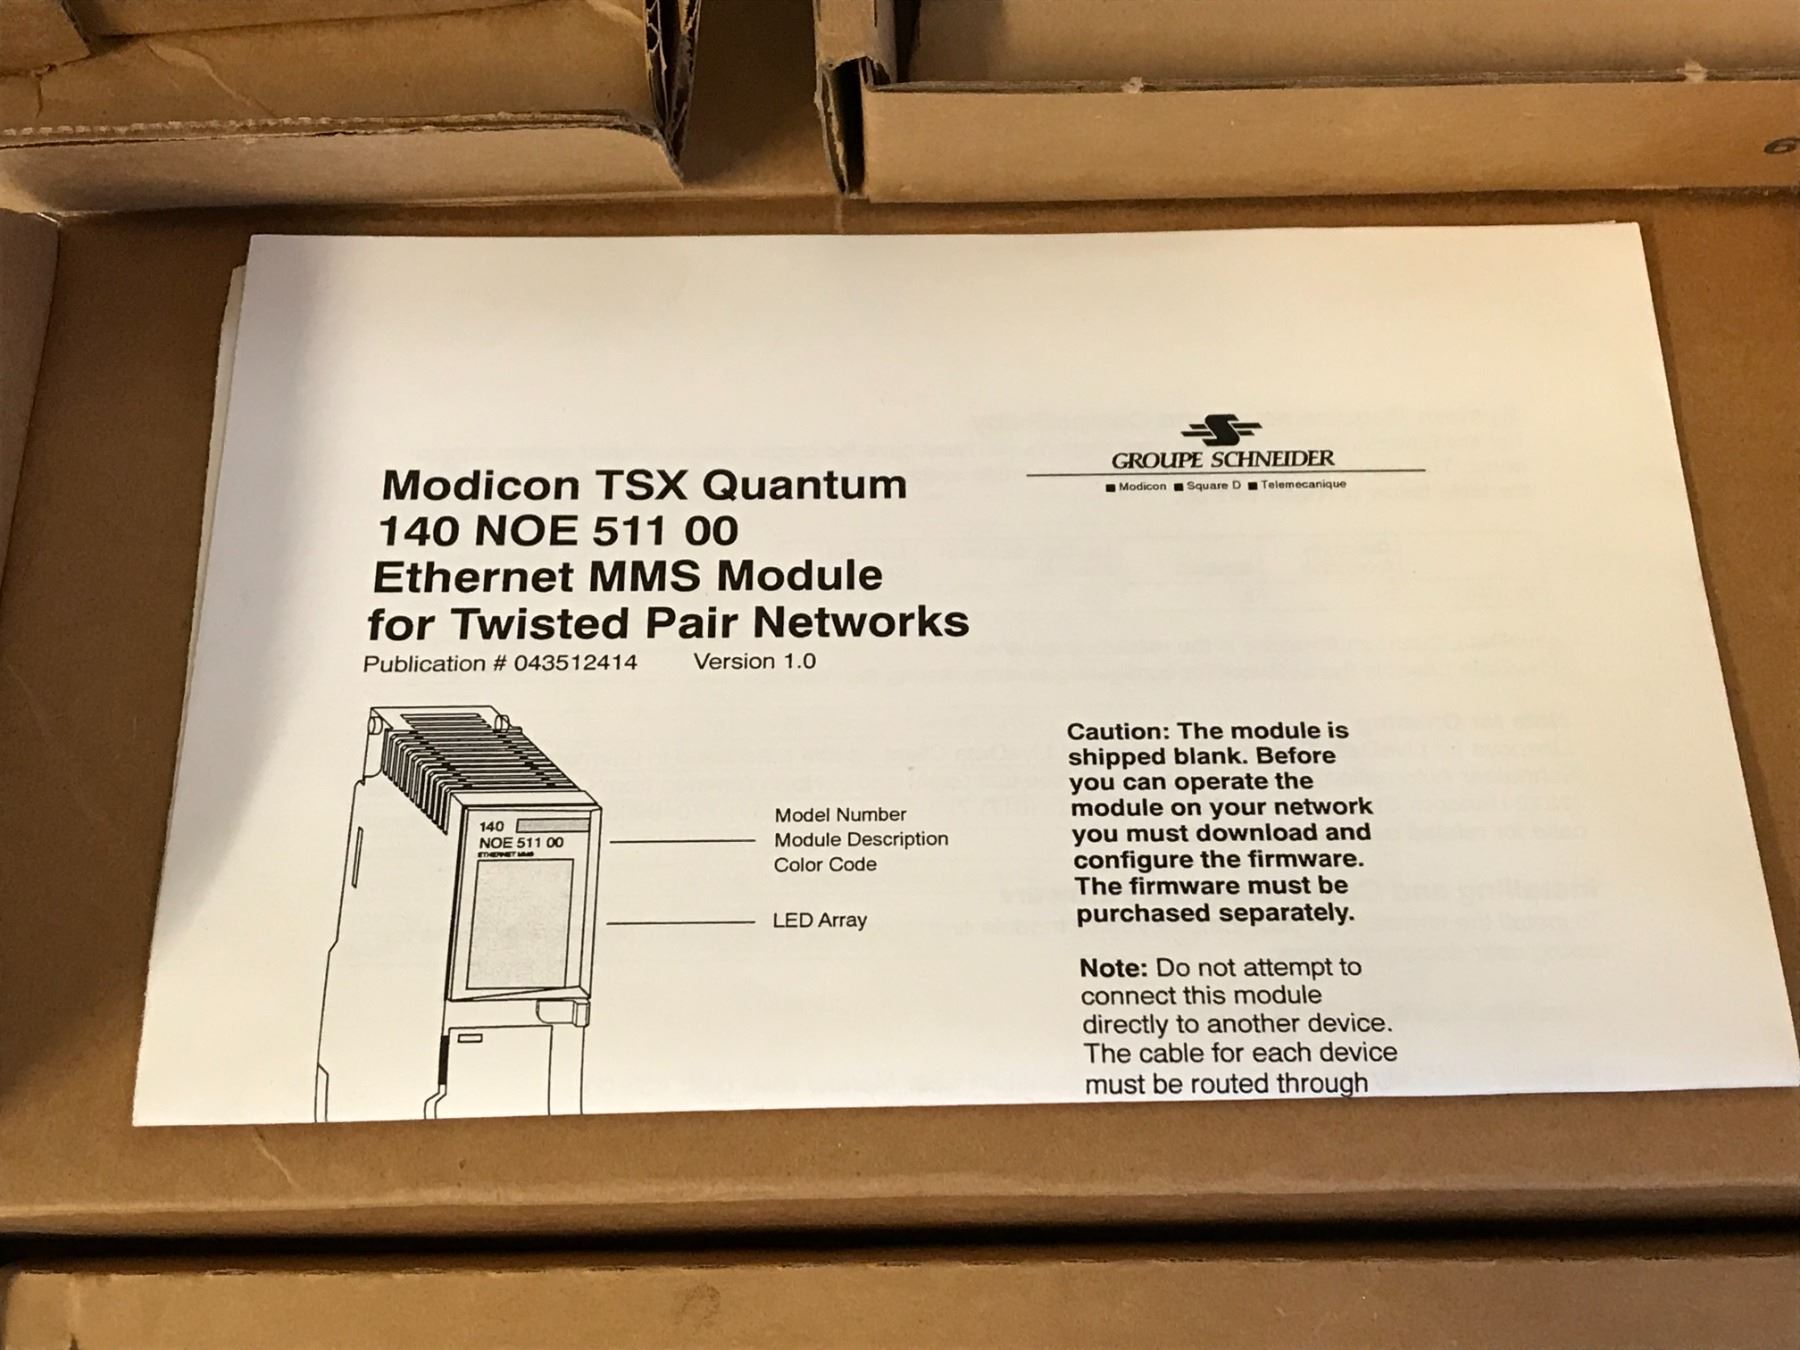 GROUPE SCHNEIDER
■ Modicon ■ Square D ■ Telemecanique
Modicon TSX Quantum
140 NOE 511 00
Ethernet MMS Module
for Twisted Pair Networks
Publication # 043512414 Version 1.0
140
NOE 511 00
ETHERNET MMS
Model Number
Module Description
Color Code
LED Array
Caution: The module is
shipped blank. Before
you can operate the
module on your network
you must download and
configure the firmware.
The firmware must be
purchased separately.
Note: Do not attempt to
connect this module
directly to another device.
The cable for each device
must be routed through